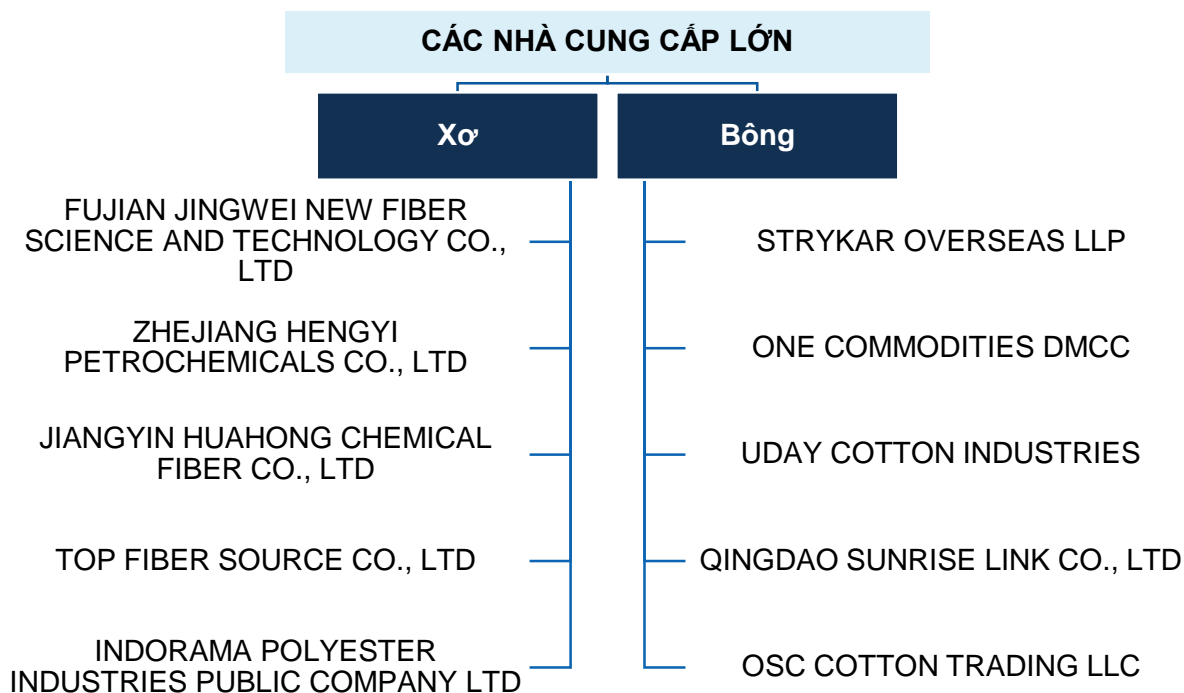 CÁC NHÀ CUNG CẤP LỚN
Xơ
FUJIAN JINGWEI NEW FIBER
SCIENCE AND TECHNOLOGY CO.,
LTD
ZHEJIANG HENGYI
PETROCHEMICALS CO., LTD
JIANGYIN HUAHONG CHEMICAL
FIBER CO., LTD
TOP FIBER SOURCE CO., LTD
INDORAMA POLYESTER
INDUSTRIES PUBLIC COMPANY LTD
Bông
STRYKAR OVERSEAS LLP
ONE COMMODITIES DMCC
UDAY COTTON INDUSTRIES
QINGDAO SUNRISE LINK CO., LTD
OSC COTTON TRADING LLC